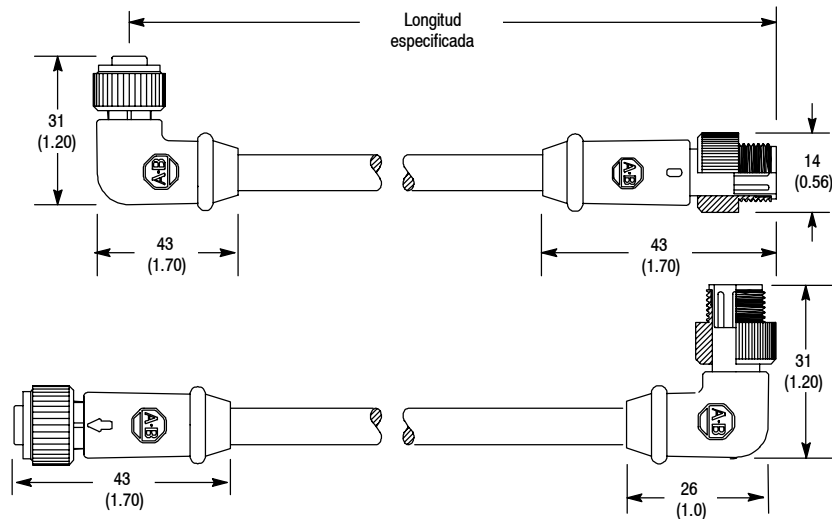 Longitud
especificada
31
(1.20)
A-B
A-B
14
(0.56)
43
(1.70)
43
(1.70)
A-B
A-B
31
(1.20)
43
(1.70)
26
(1.0)